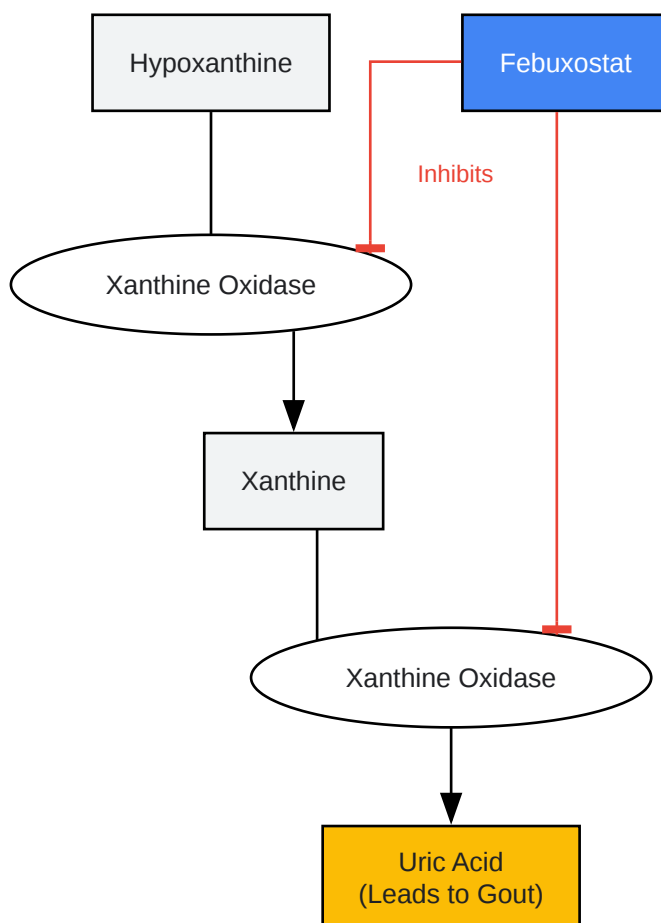 Hypoxanthine
Febuxostat
Inhibits
Xanthine Oxidase
Xanthine
Xanthine Oxidase
Uric Acid
(Leads to Gout)